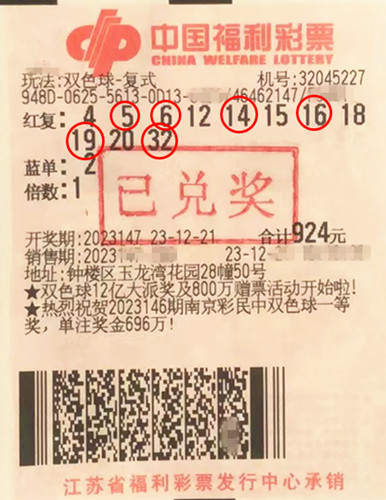 中国福利彩票
CHINA WELFARE LOTTERY
玩法:双色球-复式 机号:32045227
948D-0625-5613-0D13- /46462147/
红复: 4 5 6 12 14 15 16 18
19 20 32
蓝单: 2
倍数:1
已兑奖
开奖期:2023147 23-12-21 合计924元
销售期:2023147 23-12-2
地址:钟楼区玉龙湾花园28幢50号
★双色球12亿大派奖及800万赠票活动开始啦!
★热烈祝贺2023146期南京彩民中双色球一等
奖,单注奖金696万!
江苏省福利彩票发行中心承销